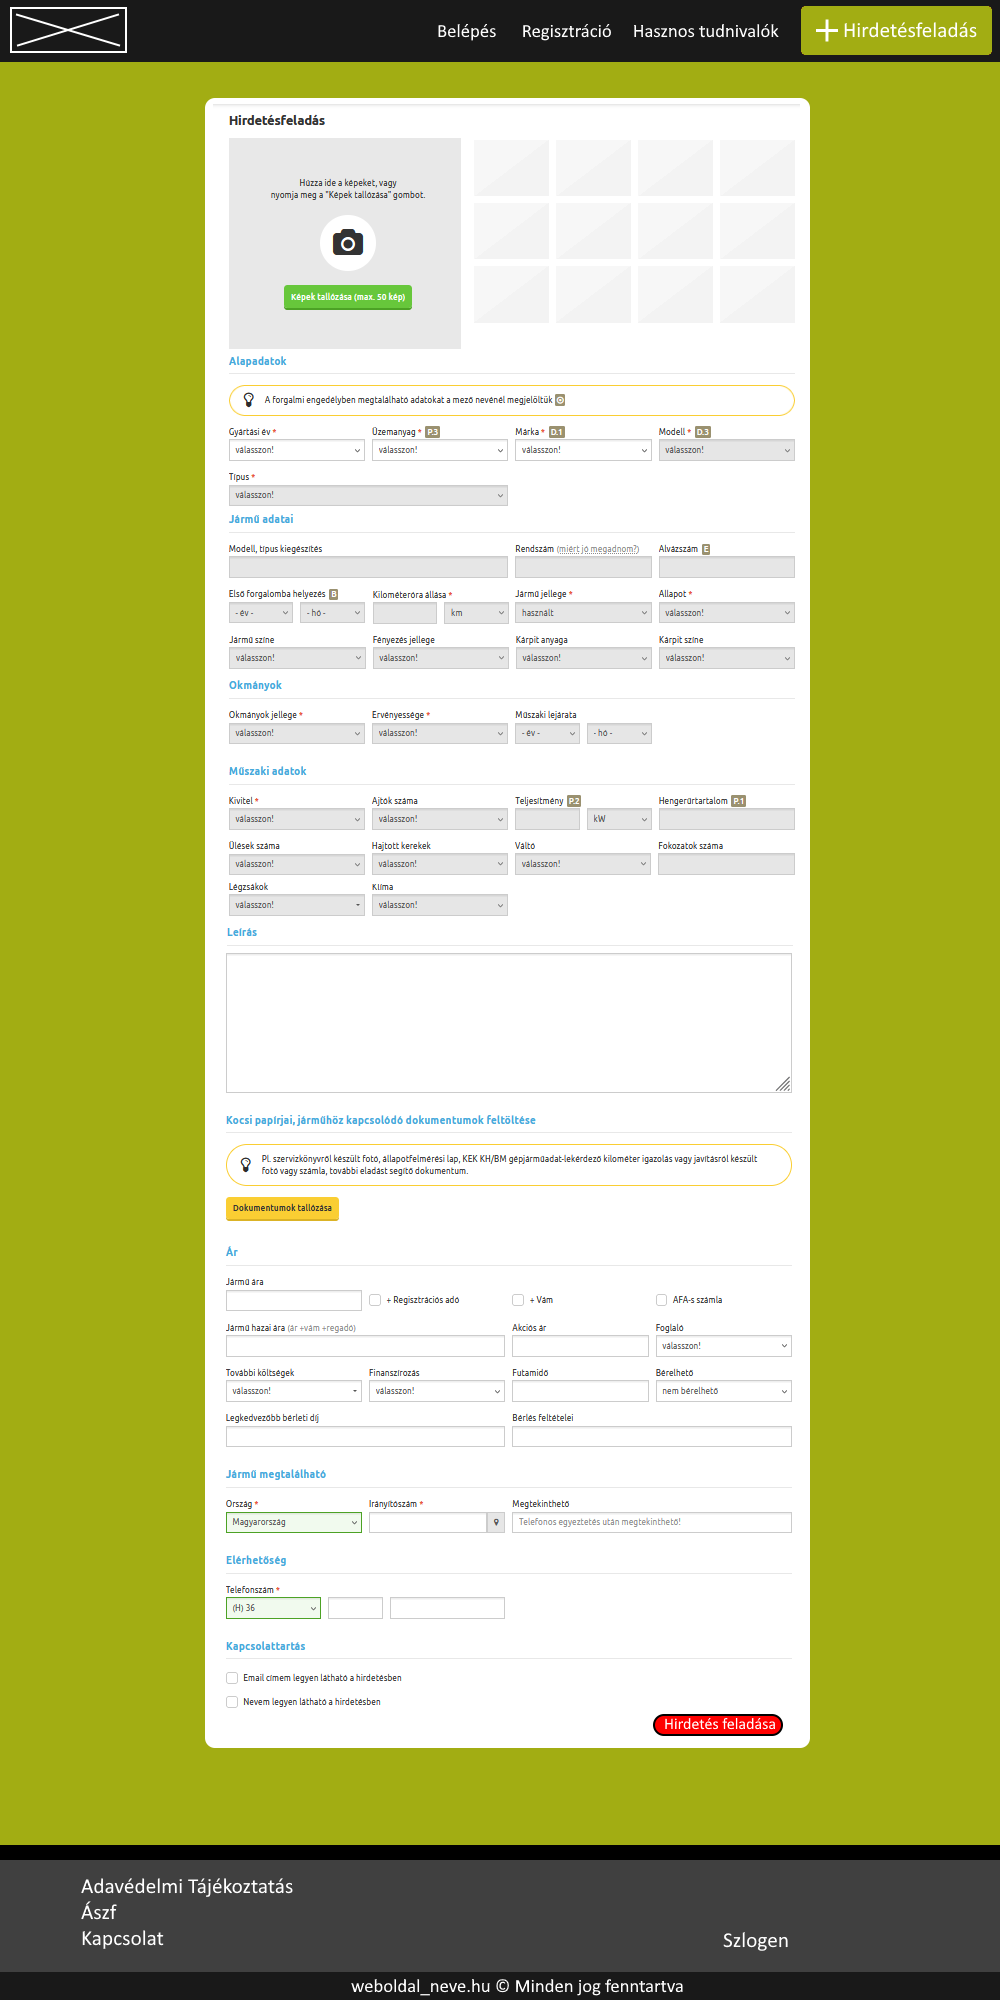 Belépés Regisztráció Hasznos tudnivalók Hirdetésfeladás
Hirdetésfeladás
Húzza ide a képeket, vagy
nyomja meg a "Képek tallózása" gombot.
Képek tallózása (max. 50 kép)
Alapadatok
A forgalmi engedélyben megtalálható adatokat a mező nevénél megjelöltük
Gyártási év * Üzemanyag * P.3 Márka * D.1 Modell * D.3
válasszon! válasszon! válasszon! válasszon!
Típus *
válasszon!
Jármű adatai
Modell, típus kiegészítés Rendszám (miért jó megadnom?) Alvázszám E
Első forgalomba helyezés B Kilométeróra állása * Jármű jellege * Állapot *
- év - - hó - km használt válasszon!
Jármű színe Fényezés jellege Kárpit anyaga Kárpit színe
válasszon! válasszon! válasszon! válasszon!
Okmányok
Okmányok jellege * Érvényessége * Műszaki lejárata
válasszon! válasszon! - év - - hó -
Műszaki adatok
Kivitel * Ajtók száma Teljesítmény P.2 Hengerűrtartalom P.1
válasszon! válasszon! kW
Ülések száma Hajtott kerekek Váltó Fokozatok száma
válasszon! válasszon! válasszon!
Légzsákok Klíma
válasszon! válasszon!
Leírás
Kocsi papírjai, járműhöz kapcsolódó dokumentumok feltöltése
Pl. szervizkönyvről készült fotó, állapotfelmérési lap, KEK KH/BM gépjárműadat-lekérdező kilométer igazolás vagy javításról készült
fotó vagy számla, további eladást segítő dokumentum.
Dokumentumok tallózása
Ár
Jármű ára
+ Regisztrációs adó + Vám ÁFA-s számla
Jármű hazai ára (ár +vám +regadó) Akciós ár Foglaló
válasszon!
További költségek Finanszírozás Futamidő Bérelhető
válasszon! válasszon! nem bérelhető
Legkedvezőbb bérleti díj Bérlés feltételei
Jármű megtalálható
Ország * Irányítószám * Megtekinthető
Magyarország Telefonos egyeztetés után megtekinthető!
Elérhetőség
Telefonszám *
(H) 36
Kapcsolattartás
Email címem legyen látható a hirdetésben
Nevem legyen látható a hirdetésben
Hirdetés feladása
Adavédelmi Tájékoztatás
Ászf
Kapcsolat
Szlogen
weboldal_neve.hu © Minden jog fenntartva